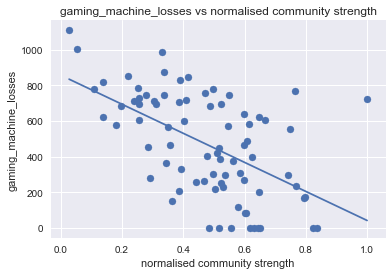 gaming_machine_losses vs normalised community strength
gaming_machine_losses
1000
800
600
400
200
0
0.0 0.2 0.4 0.6 0.8 1.0
normalised community strength